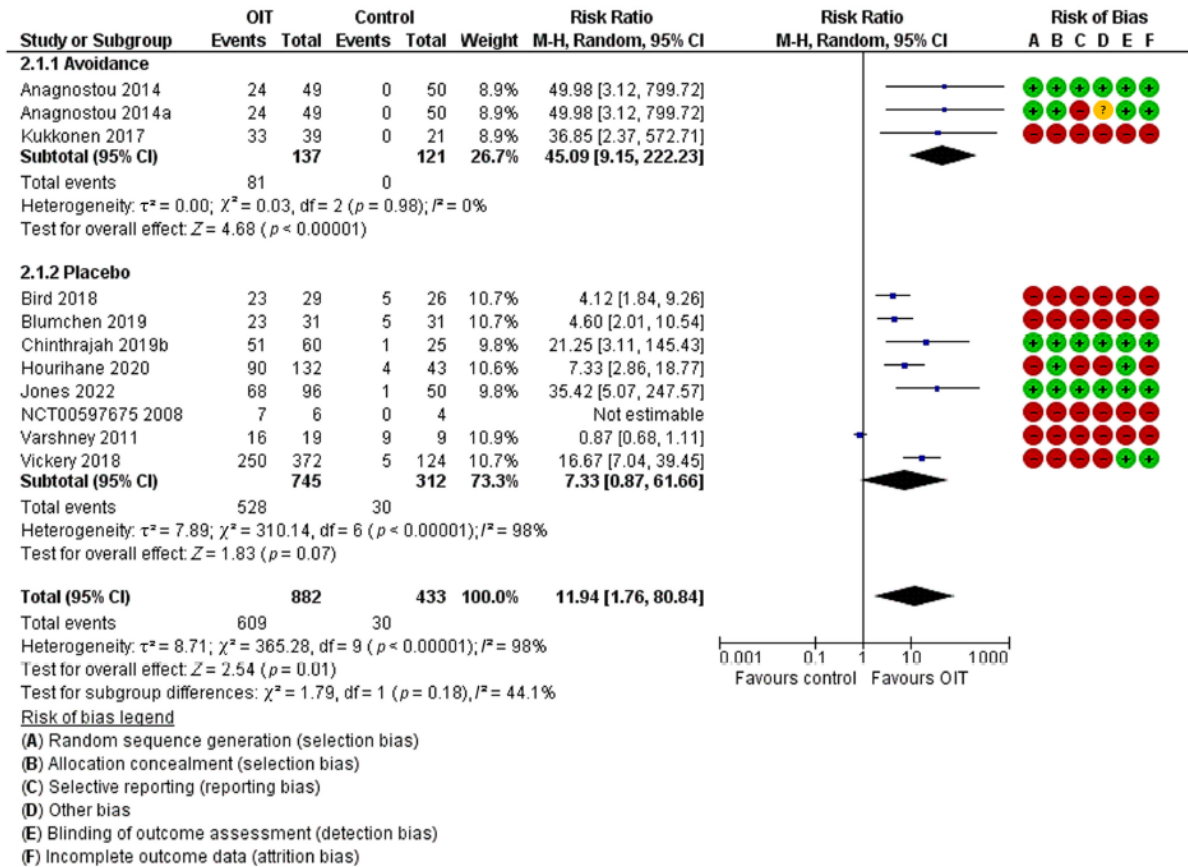 OIT Control Risk Ratio Risk Ratio Risk of Bias
Study or Subgroup Events Total Events Total Weight M-H, Random, 95% CI M-H, Random, 95% CI A B C D E F
2.1.1 Avoidance
Anagnostou 2014 24 49 0 50 8.9% 49.98 [3.12, 799.72] + + + + + +
Anagnostou 2014a 24 49 0 50 8.9% 49.98 [3.12, 799.72] + + – ? + +
Kukkonen 2017 33 39 0 21 8.9% 36.85 [2.37, 572.71] – – – – – –
Subtotal (95% CI) 137 121 26.7% 45.09 [9.15, 222.23]
Total events 81 0
Heterogeneity: τ² = 0.00; χ² = 0.03, df = 2 (p = 0.98); I² = 0%
Test for overall effect: Z = 4.68 (p < 0.00001)
2.1.2 Placebo
Bird 2018 23 29 5 26 10.7% 4.12 [1.84, 9.26] – – – – – –
Blumchen 2019 23 31 5 31 10.7% 4.60 [2.01, 10.54] – – – – – –
Chinthrajah 2019b 51 60 1 25 9.8% 21.25 [3.11, 145.43] + + + + + +
Hourihane 2020 90 132 4 43 10.6% 7.33 [2.86, 18.77] – + – – + –
Jones 2022 68 96 1 50 9.8% 35.42 [5.07, 247.57] + + + + + +
NCT00597675 2008 7 6 0 4 Not estimable – – – – – –
Varshney 2011 16 19 9 9 10.9% 0.87 [0.68, 1.11] – – – – – –
Vickery 2018 250 372 5 124 10.7% 16.67 [7.04, 39.45] – – – – + +
Subtotal (95% CI) 745 312 73.3% 7.33 [0.87, 61.66]
Total events 528 30
Heterogeneity: τ² = 7.89; χ² = 310.14, df = 6 (p < 0.00001); I² = 98%
Test for overall effect: Z = 1.83 (p = 0.07)
Total (95% CI) 882 433 100.0% 11.94 [1.76, 80.84]
Total events 609 30
Heterogeneity: τ² = 8.71; χ² = 365.28, df = 9 (p < 0.00001); I² = 98%
Test for overall effect: Z = 2.54 (p = 0.01)
Test for subgroup differences: χ² = 1.79, df = 1 (p = 0.18), I² = 44.1%
0.001 0.1 1 10 1000
Favours control Favours OIT
Risk of bias legend
(A) Random sequence generation (selection bias)
(B) Allocation concealment (selection bias)
(C) Selective reporting (reporting bias)
(D) Other bias
(E) Blinding of outcome assessment (detection bias)
(F) Incomplete outcome data (attrition bias)